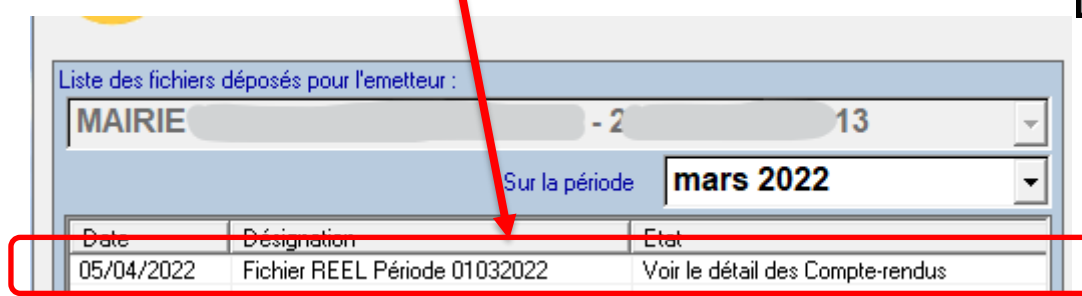 Liste des fichiers déposés pour l'emetteur :
MAIRIE - 2 13
Sur la période mars 2022
Date Désignation Etat
05/04/2022 Fichier REEL Période 01032022 Voir le détail des Compte-rendus